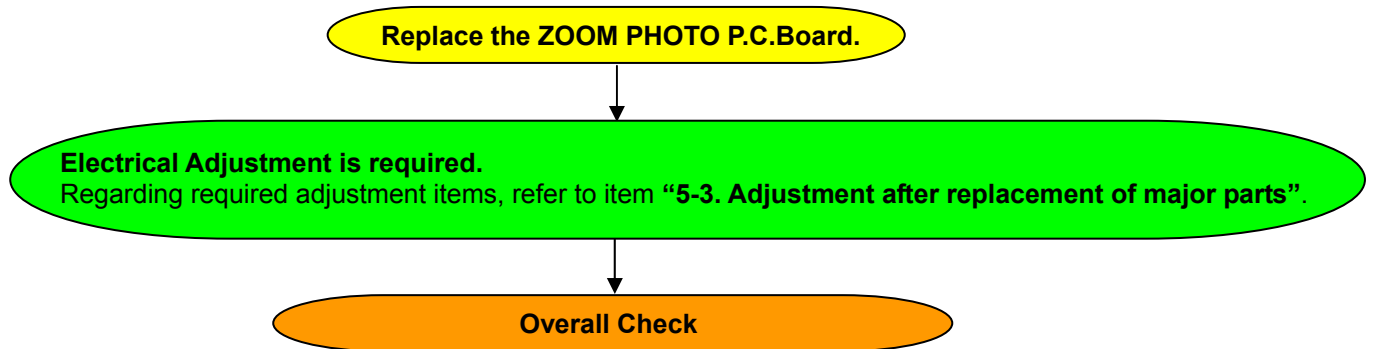 Replace the ZOOM PHOTO P.C.Board.
Electrical Adjustment is required.
Regarding required adjustment items, refer to item “5-3. Adjustment after replacement of major parts”.
Overall Check